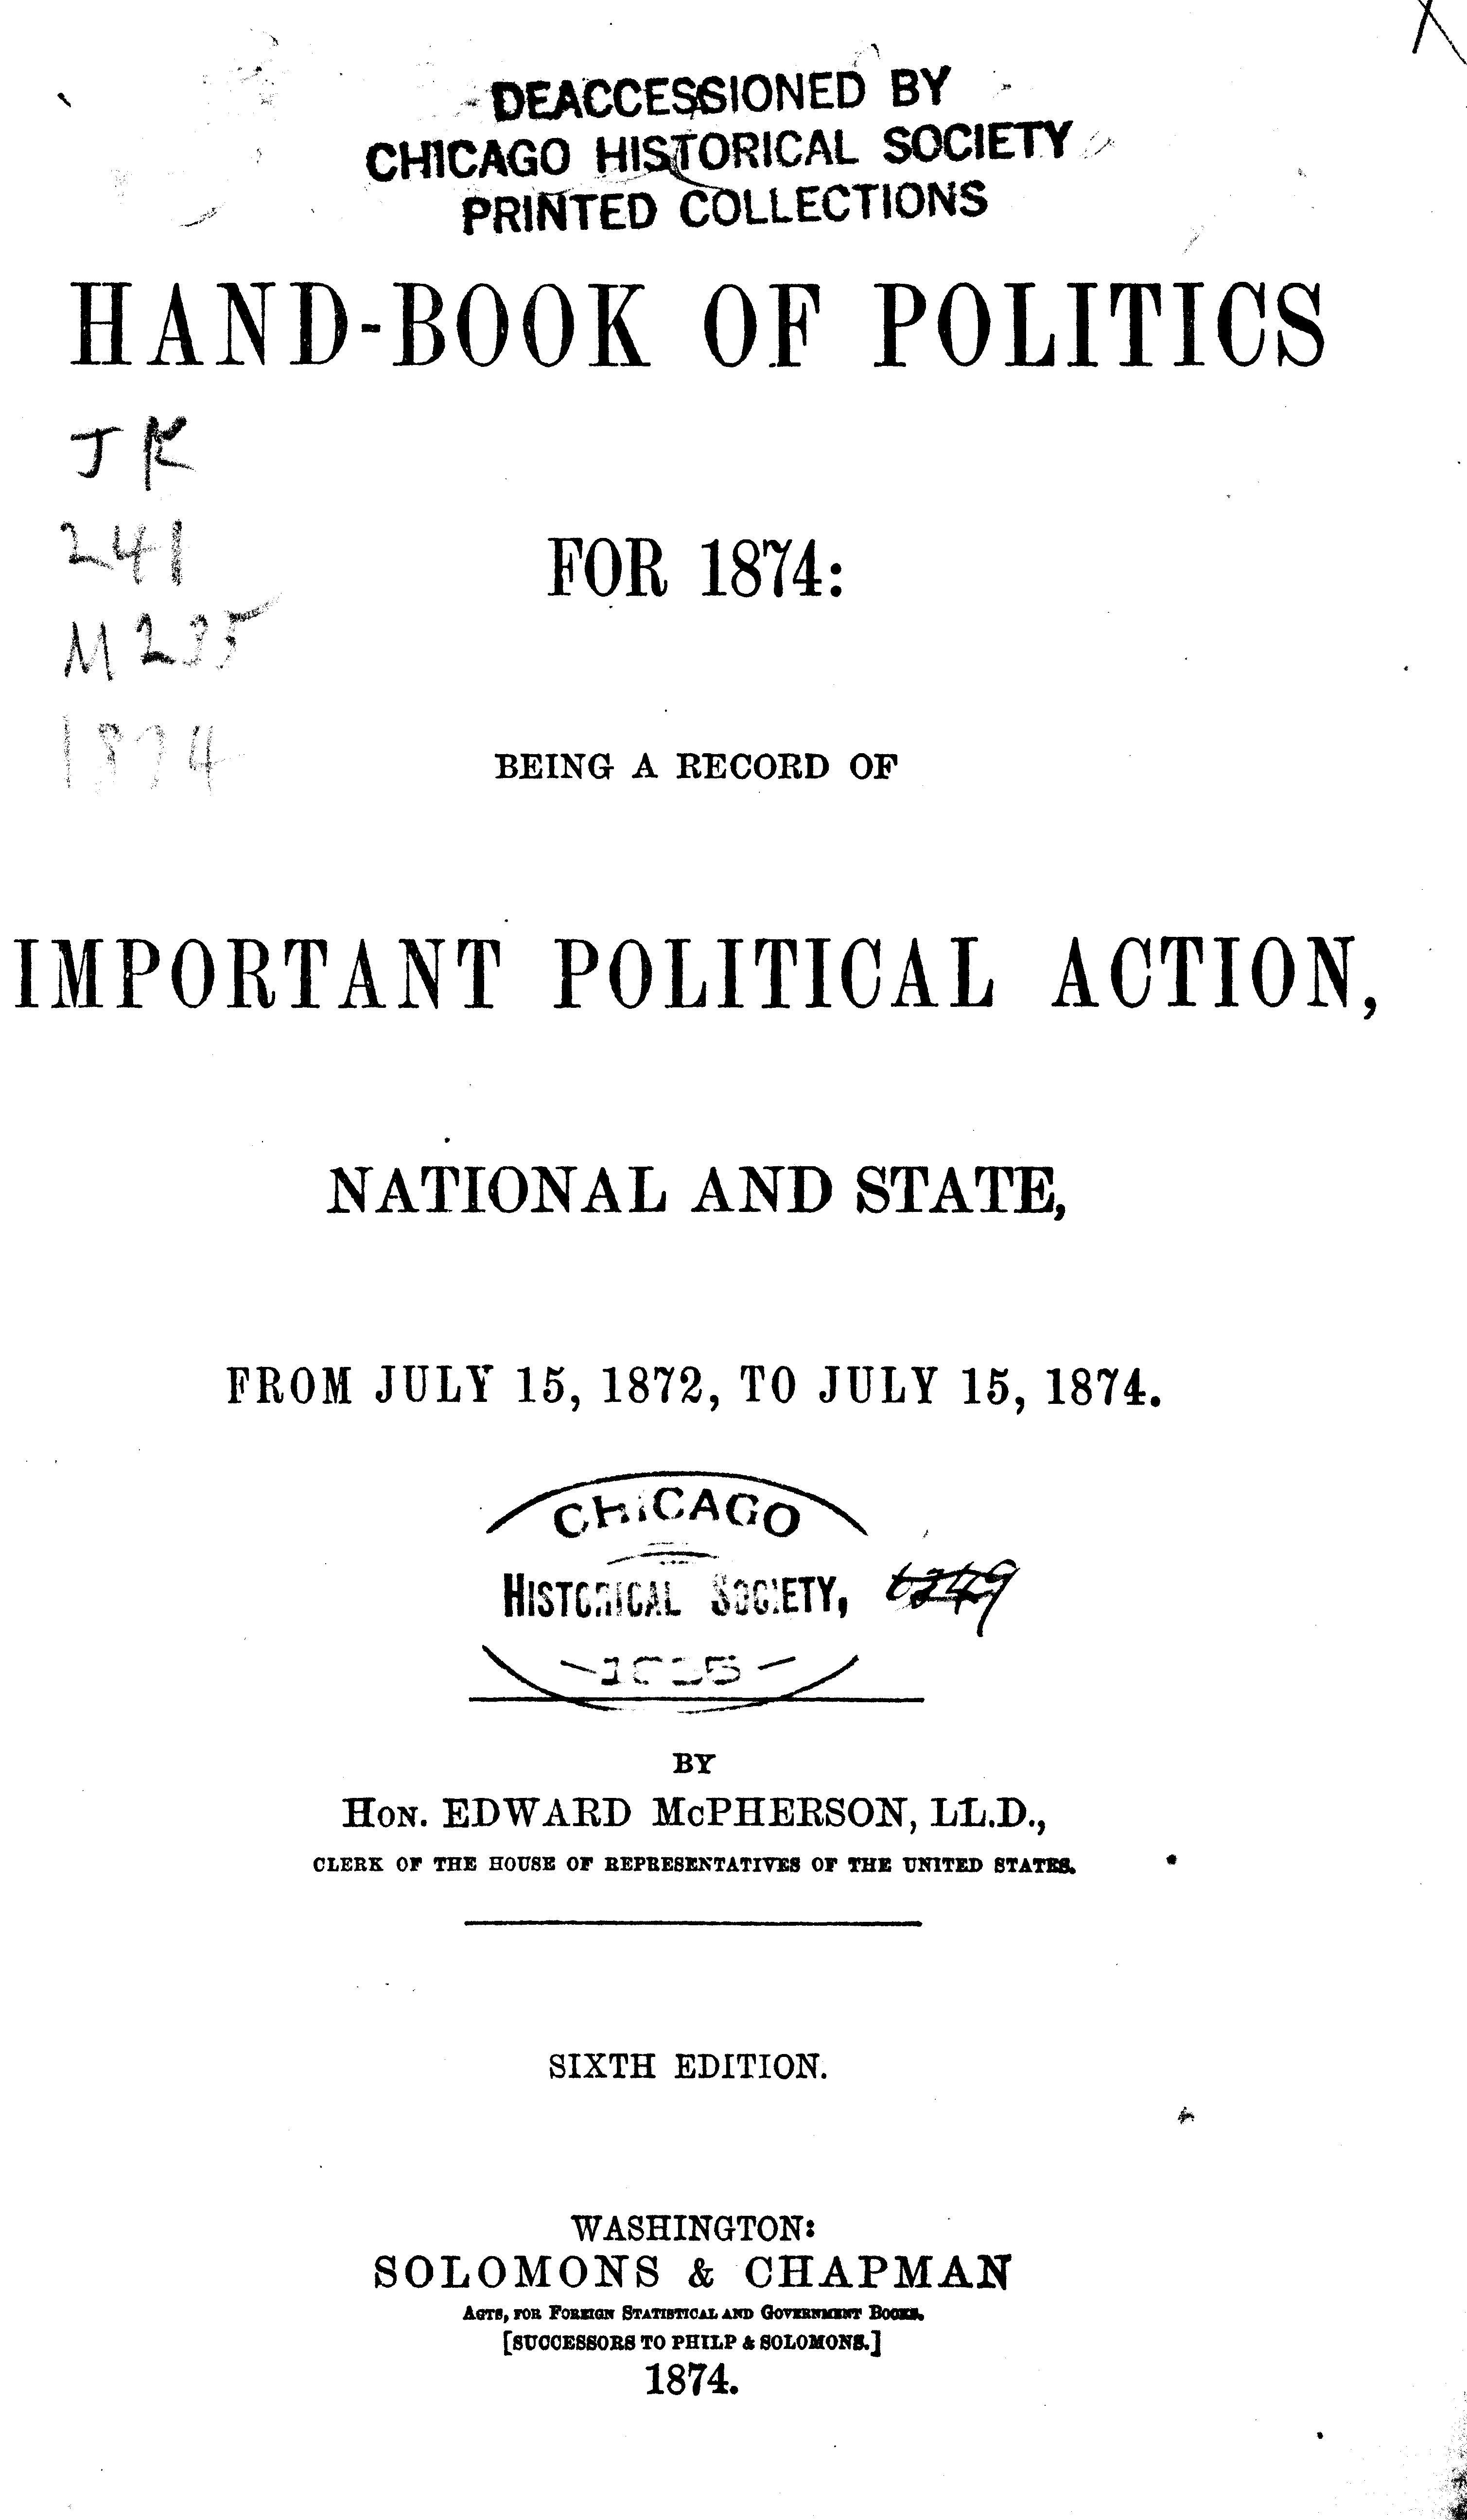 DEACCESSIONED BY
CHICAGO HISTORICAL SOCIETY
PRINTED COLLECTIONS
HAND-BOOK OF POLITICS
JK
241
M235
1874
FOR 1874:
BEING A RECORD OF
IMPORTANT POLITICAL ACTION,
NATIONAL AND STATE,
FROM JULY 15, 1872, TO JULY 15, 1874.
CHICAGO
HISTORICAL SOCIETY,
BY
HON. EDWARD McPHERSON, LL.D.,
CLERK OF THE HOUSE OF REPRESENTATIVES OF THE UNITED STATES.
SIXTH EDITION.
WASHINGTON:
SOLOMONS & CHAPMAN
AGTS, FOR FOREIGN STATISTICAL AND GOVERNMENT BOOKS.
[SUCCESSORS TO PHILP & SOLOMONS.]
1874.